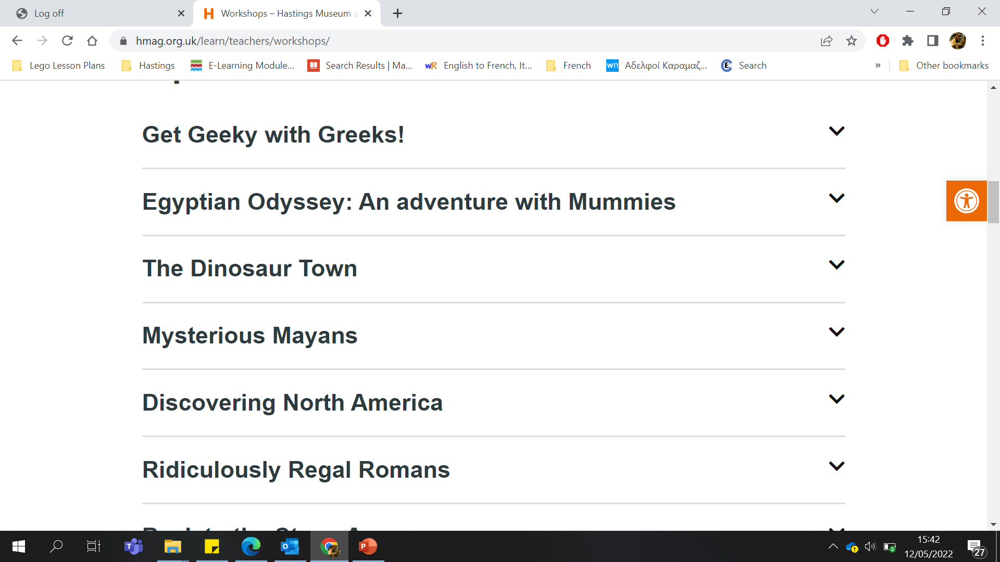 Log off
Workshops – Hastings Museum a
hmag.org.uk/learn/teachers/workshops/
Lego Lesson Plans Hastings E-Learning Module... Search Results | Ma... English to French, It... French Αδελφοί Καραμαζ... Search » Other bookmarks
Get Geeky with Greeks!
Egyptian Odyssey: An adventure with Mummies
The Dinosaur Town
Mysterious Mayans
Discovering North America
Ridiculously Regal Romans
15:42
12/05/2022
27